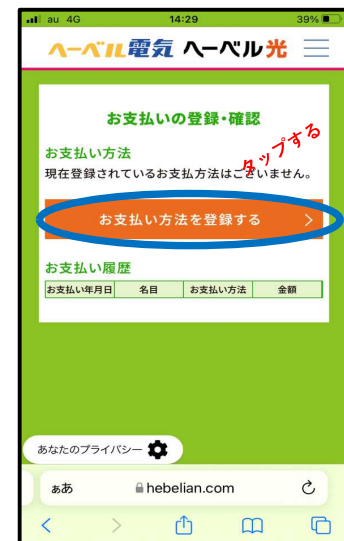 au 4G 14:29 39%
ヘーベル電気 ヘーベル光
お支払いの登録・確認
タップする
お支払い方法
現在登録されているお支払方法はございません。
お支払い方法を登録する
お支払い履歴
お支払い年月日 名目 お支払い方法 金額
あなたのプライバシー
ぁあ hebelian.com